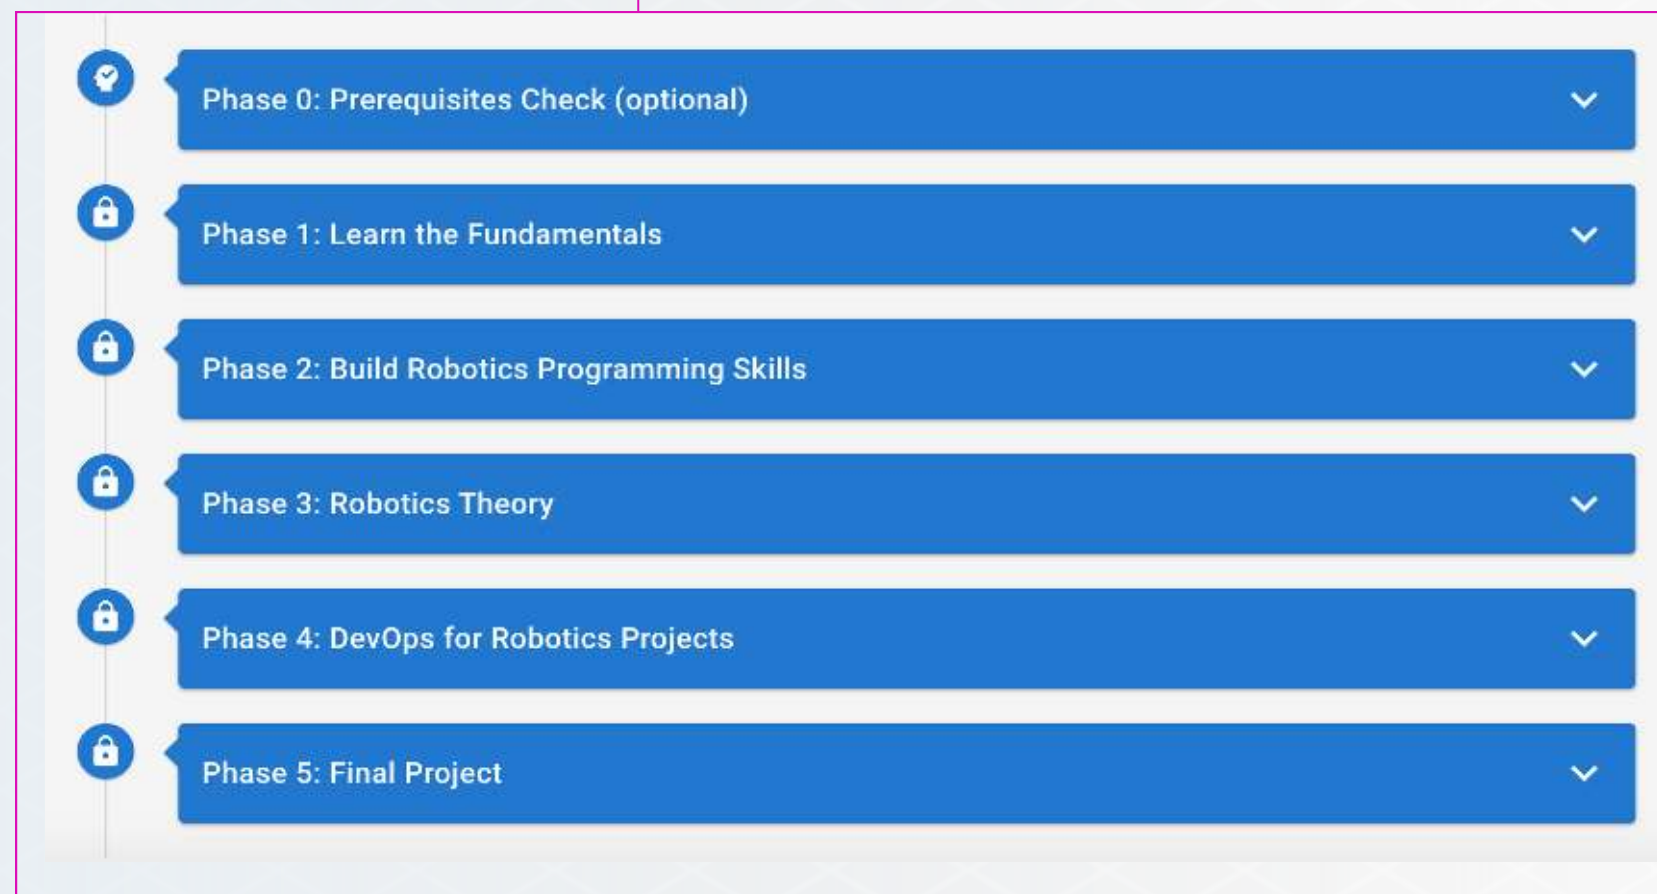 Phase 0: Prerequisites Check (optional)
Phase 1: Learn the Fundamentals
Phase 2: Build Robotics Programming Skills
Phase 3: Robotics Theory
Phase 4: DevOps for Robotics Projects
Phase 5: Final Project